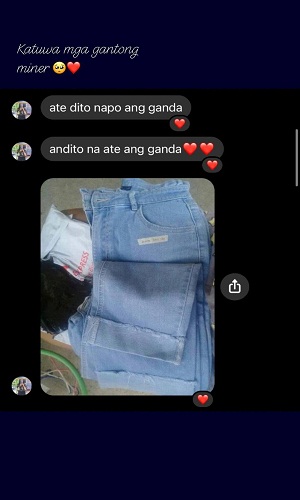 Katuwa mga gantong
miner 🥺❤️
ate dito napo ang ganda
❤️
andito na ate ang ganda❤️❤️
❤️
❤️